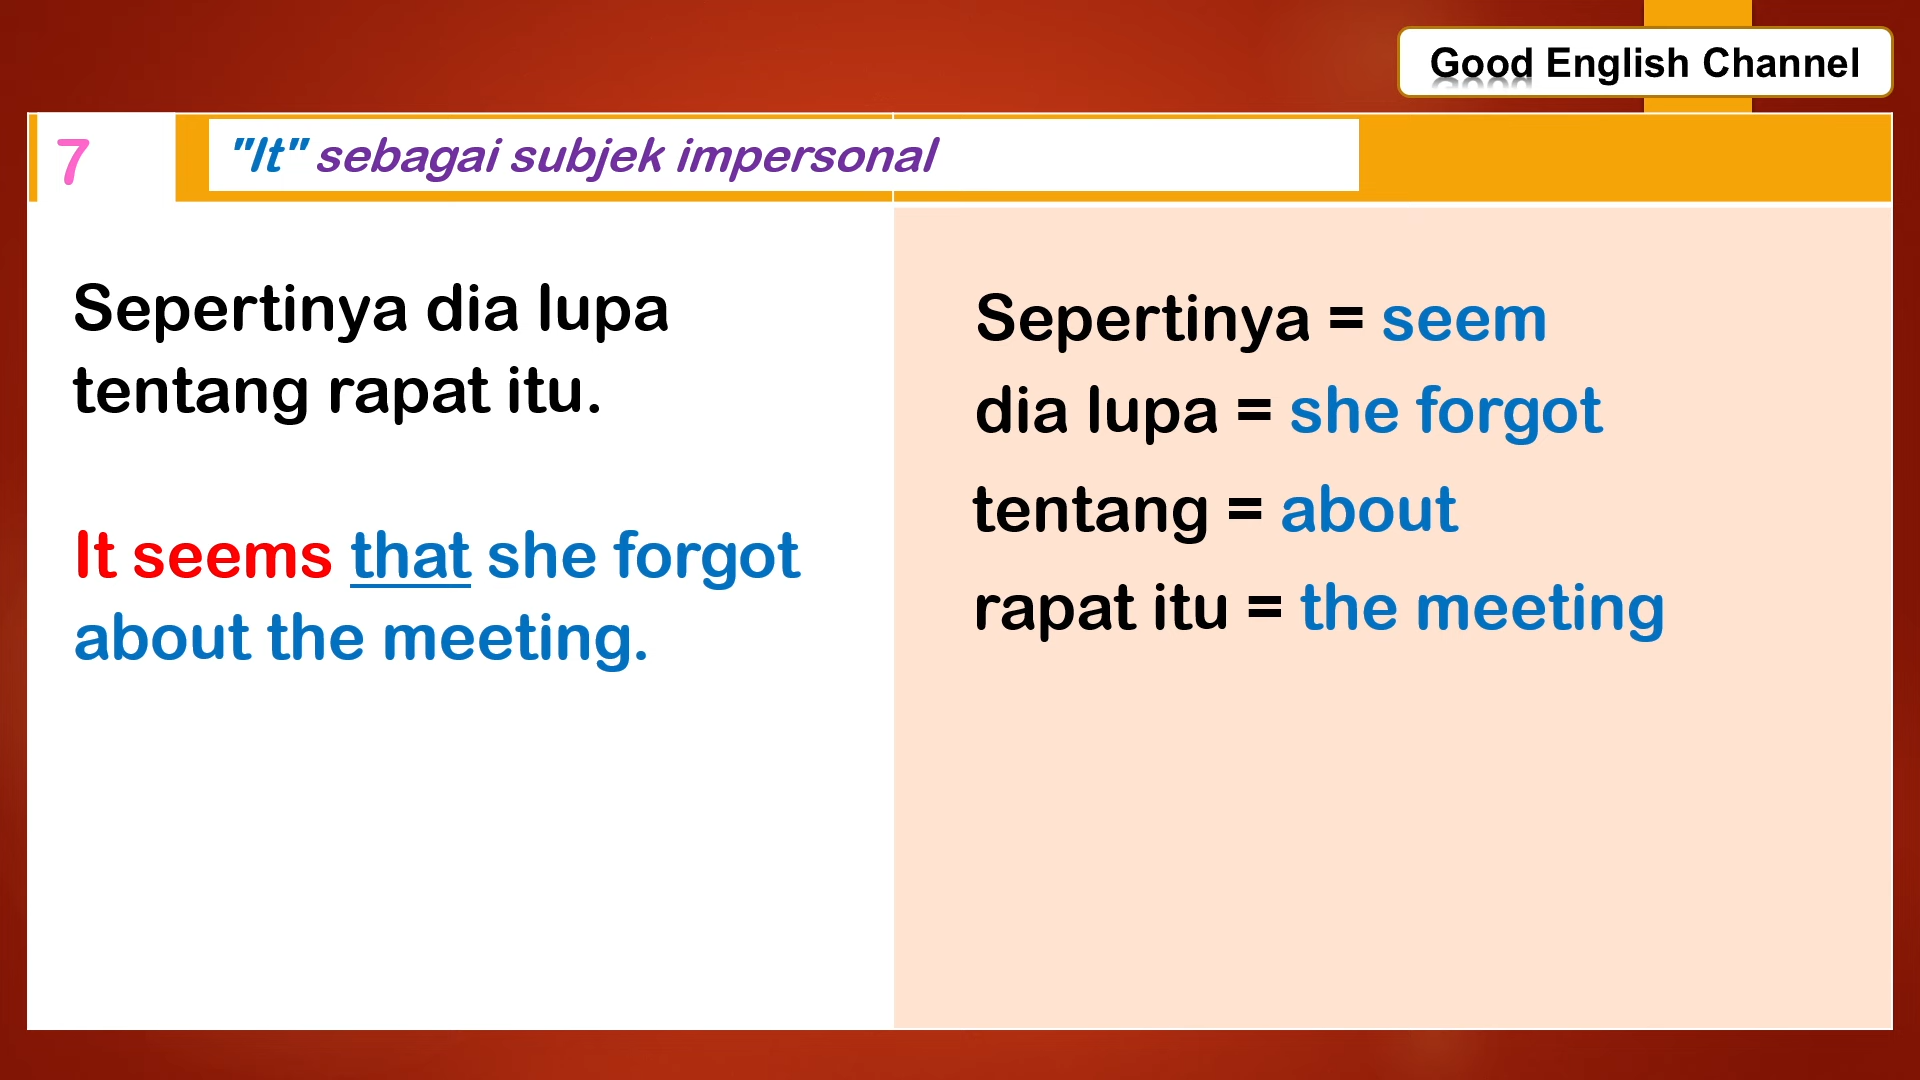 Good English Channel
7
"It" sebagai subjek impersonal
Sepertinya dia lupa
tentang rapat itu.
It seems that she forgot
about the meeting.
Sepertinya = seem
dia lupa = she forgot
tentang = about
rapat itu = the meeting